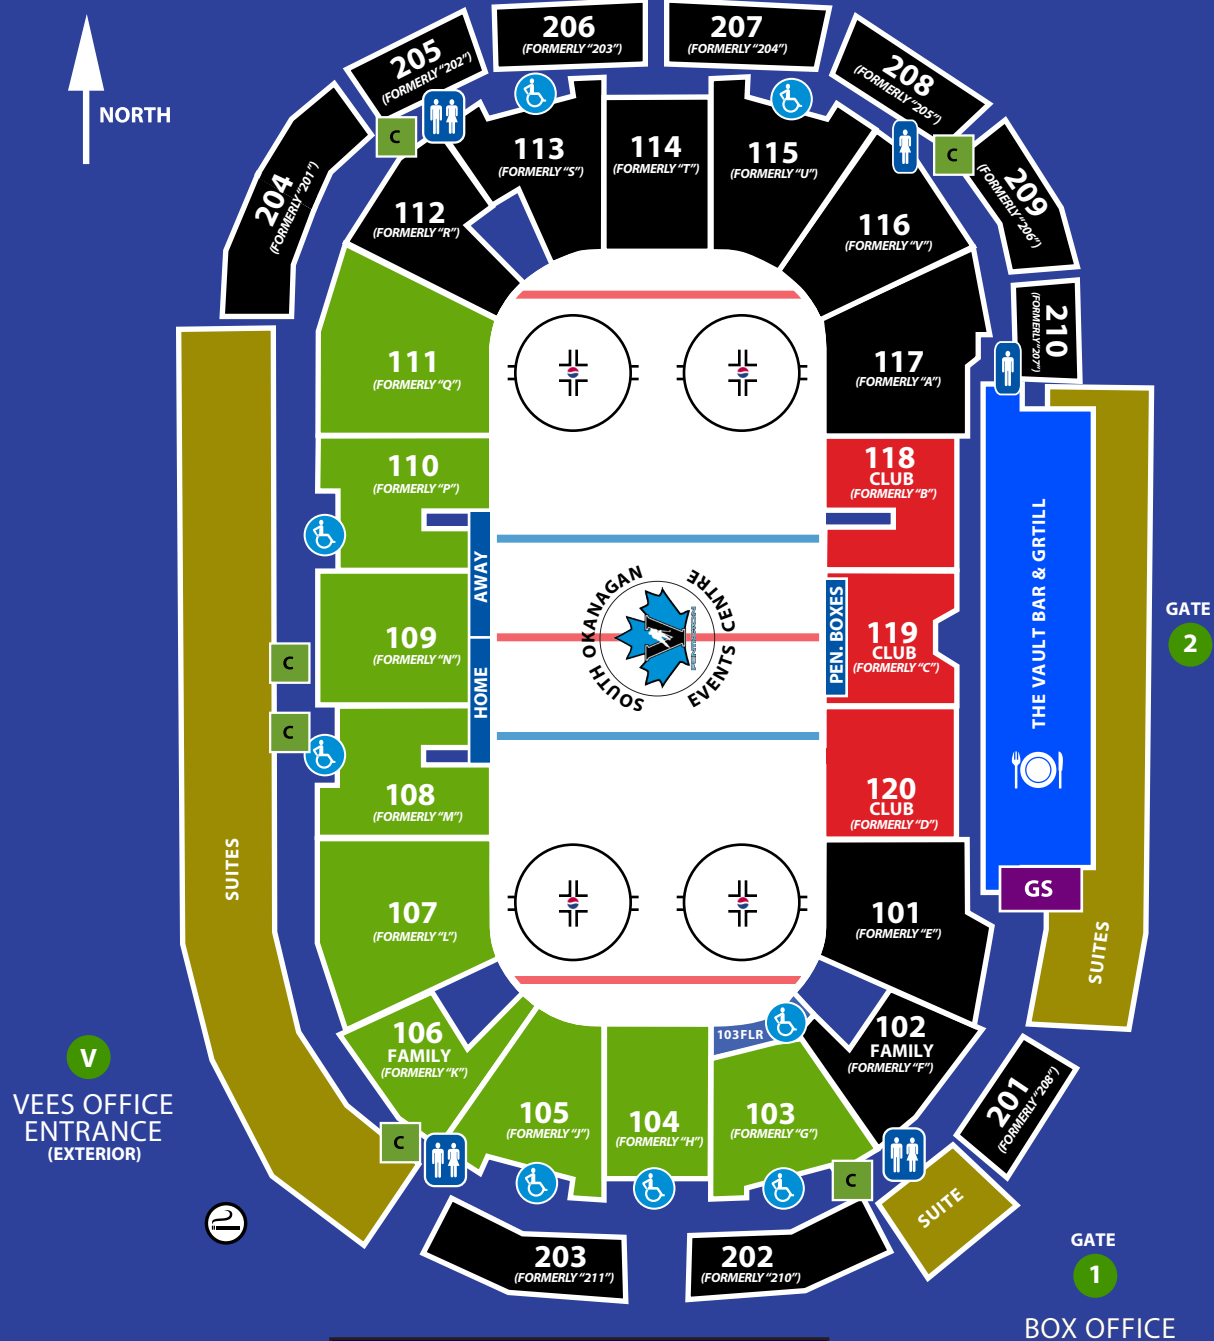 206
(FORMERLY “203”)
207
(FORMERLY “204”)
205
(FORMERLY “202”)
208
(FORMERLY “205”)
NORTH
C
C
204
(FORMERLY “201”)
209
(FORMERLY “206”)
113
(FORMERLY “S”)
114
(FORMERLY “T”)
115
(FORMERLY “U”)
112
(FORMERLY “R”)
116
(FORMERLY “V”)
210
(FORMERLY “207”)
111
(FORMERLY “Q”)
117
(FORMERLY “A”)
110
(FORMERLY “P”)
118
CLUB
(FORMERLY “B”)
AWAY
HOME
SOUTH OKANAGAN
EVENTS CENTRE
PENTICTON
PEN. BOXES
109
(FORMERLY “N”)
119
CLUB
(FORMERLY “C”)
THE VAULT BAR & GRTILL
GATE
2
C
C
108
(FORMERLY “M”)
120
CLUB
(FORMERLY “D”)
SUITES
GS
107
(FORMERLY “L”)
101
(FORMERLY “E”)
SUITES
106
FAMILY
(FORMERLY “K”)
103FLR
102
FAMILY
(FORMERLY “F”)
V
VEES OFFICE
ENTRANCE
(EXTERIOR)
105
(FORMERLY “J”)
104
(FORMERLY “H”)
103
(FORMERLY “G”)
201
(FORMERLY “208”)
C
C
SUITE
203
(FORMERLY “211”)
202
(FORMERLY “210”)
GATE
1
BOX OFFICE